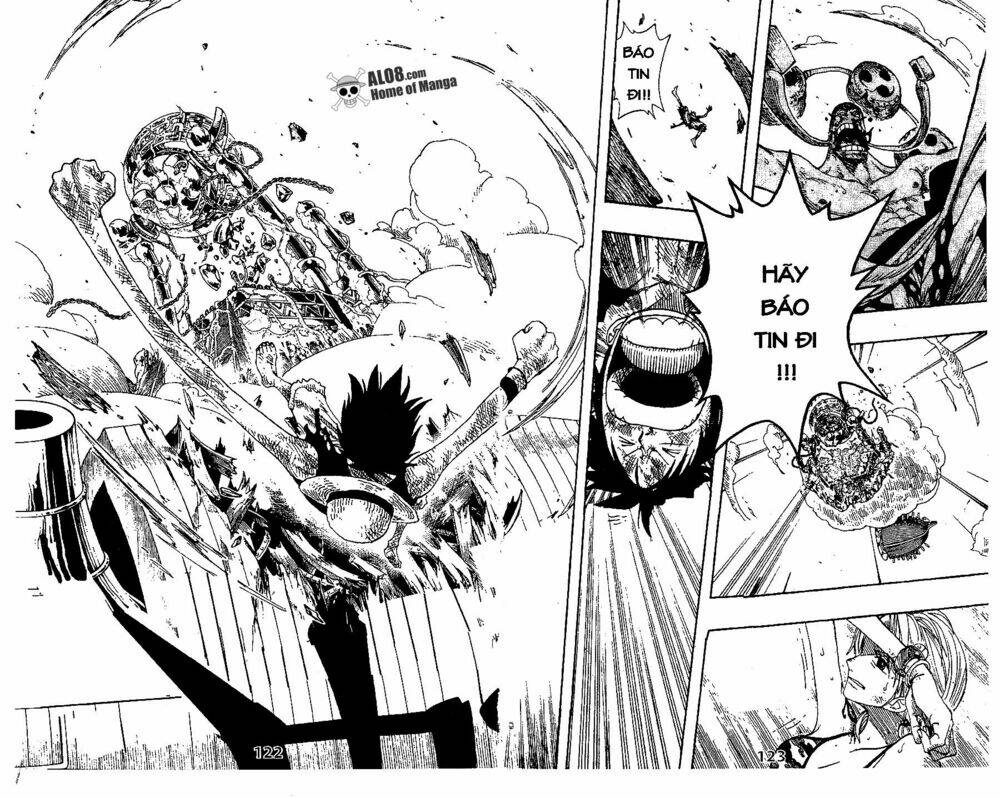 BÁO
TIN
ĐI!!
HÃY
BÁO
TIN ĐI
!!!
ALO8.com
Home of Manga
122
123